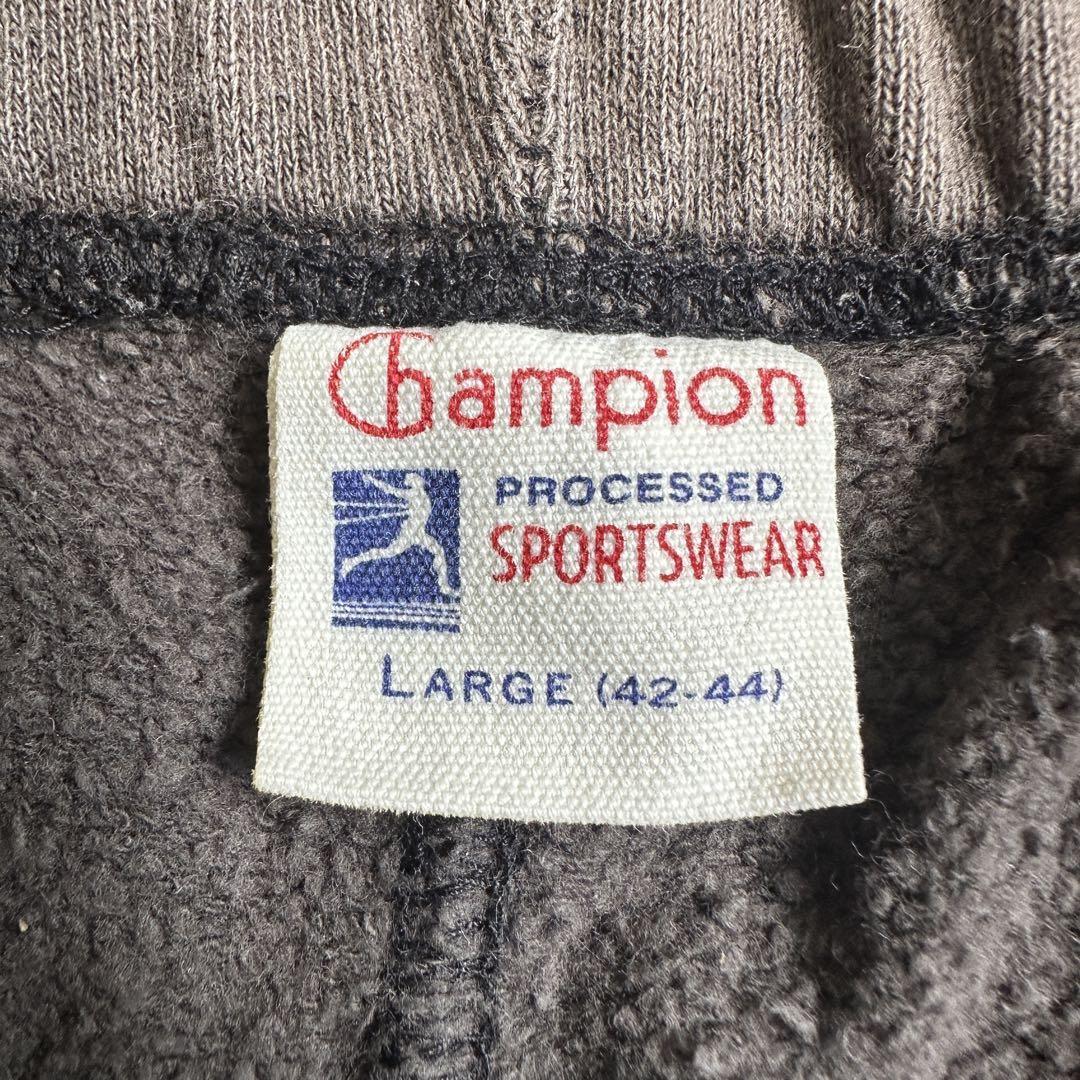 Champion
PROCESSED
SPORTSWEAR
LARGE (42-44)